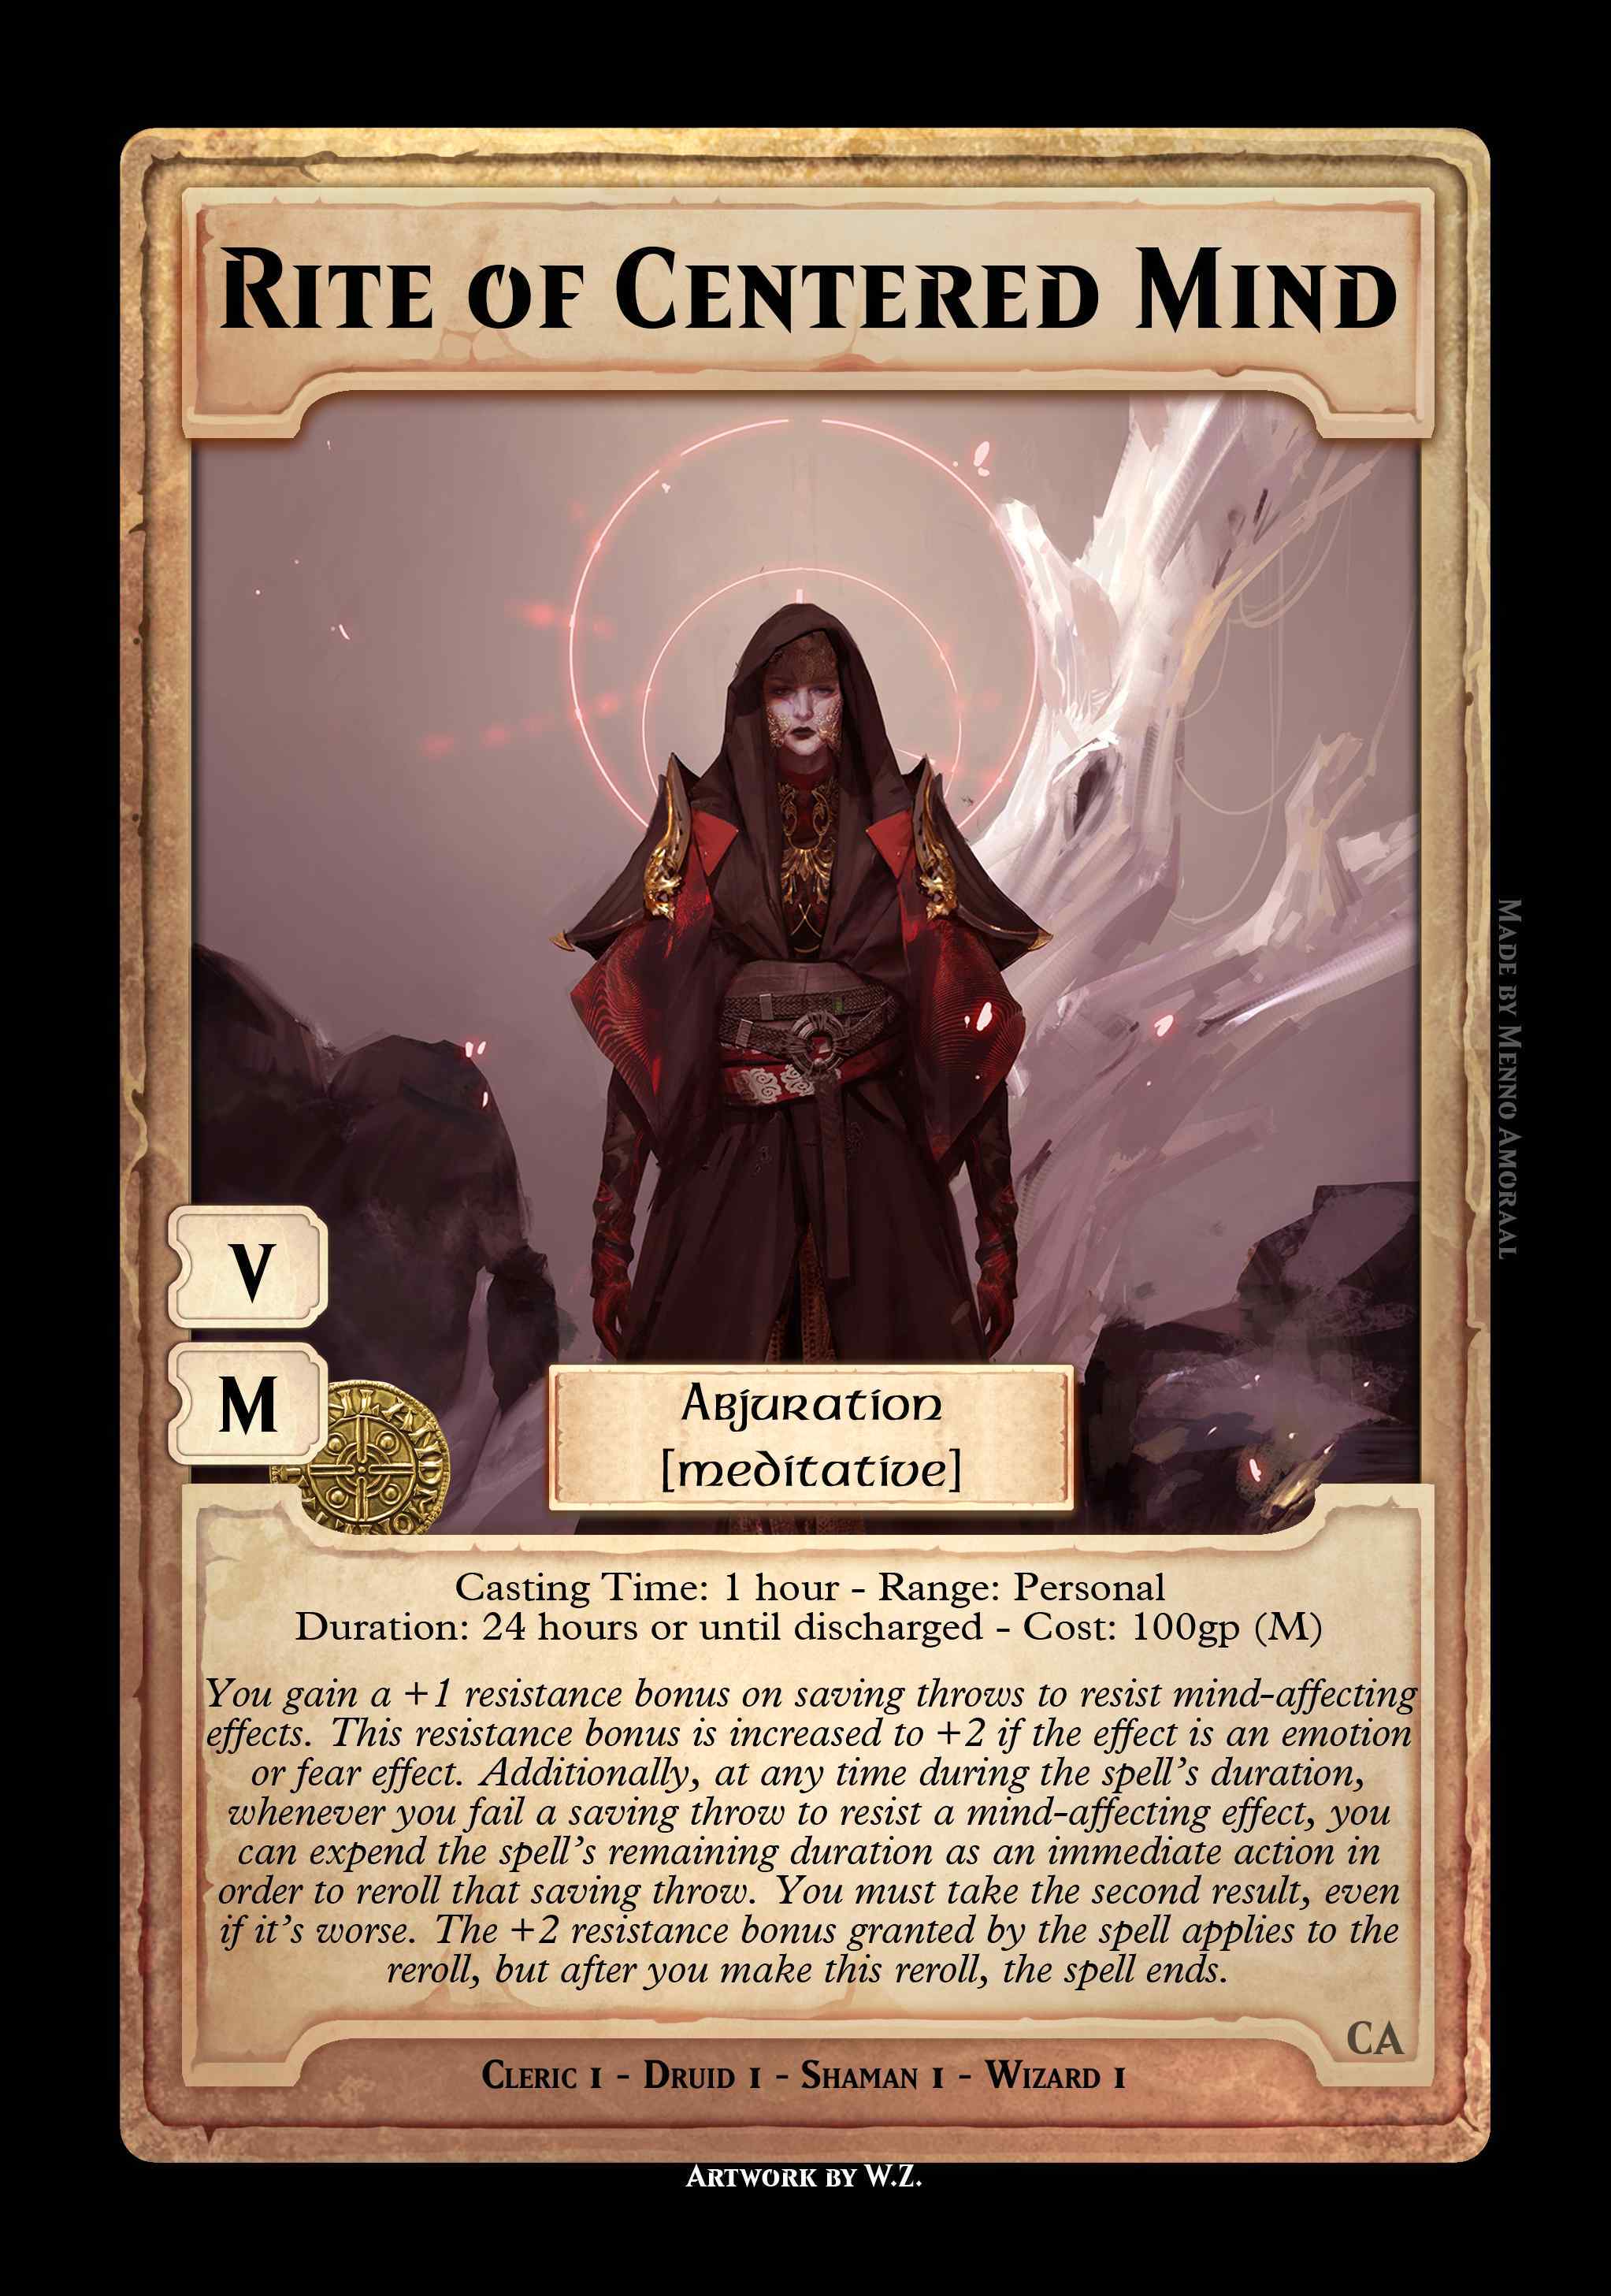 Rite of Centered Mind
Made by Menno Amoraal
V
M
Abjuration
[meditative]
Casting Time: 1 hour - Range: Personal
Duration: 24 hours or until discharged - Cost: 100gp (M)
You gain a +1 resistance bonus on saving throws to resist mind-affecting
effects. This resistance bonus is increased to +2 if the effect is an emotion
or fear effect. Additionally, at any time during the spell's duration,
whenever you fail a saving throw to resist a mind-affecting effect, you
can expend the spell's remaining duration as an immediate action in
order to reroll that saving throw. You must take the second result, even
if it's worse. The +2 resistance bonus granted by the spell applies to the
reroll, but after you make this reroll, the spell ends.
CA
Cleric 1 - Druid 1 - Shaman 1 - Wizard 1
Artwork by W.Z.